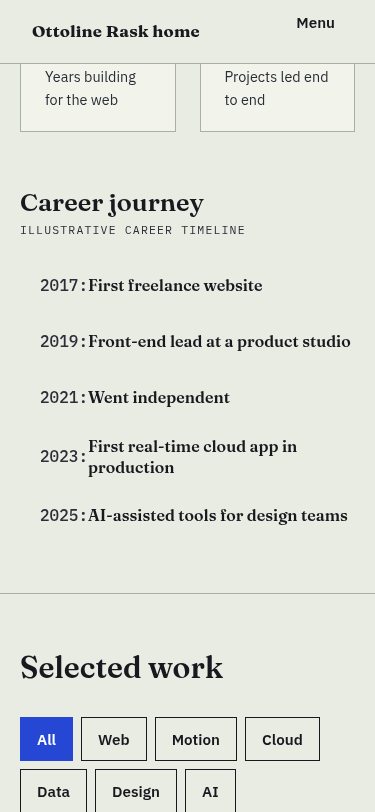 Ottoline Rask home
Menu
Years building
for the web
Projects led end
to end
Career journey
ILLUSTRATIVE CAREER TIMELINE
2017: First freelance website
2019: Front-end lead at a product studio
2021: Went independent
2023: First real-time cloud app in
production
2025: AI-assisted tools for design teams
Selected work
All Web Motion Cloud
Data Design AI